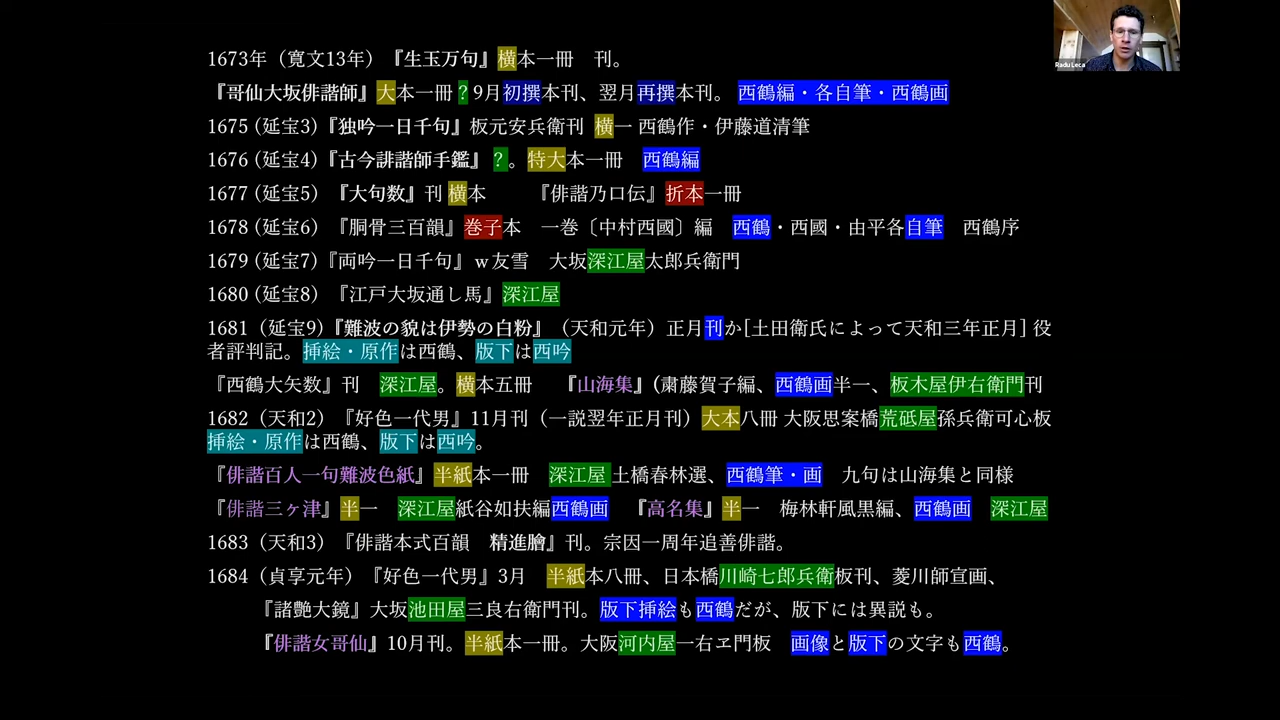 Radu Leca
1673年（寛文13年）『生玉万句』横本一冊　刊。
『哥仙大坂俳諧師』大本一冊？9月初撰本刊、翌月再撰本刊。 西鶴編・各自筆・西鶴画
1675 (延宝3)『独吟一日千句』板元安兵衛刊 横一 西鶴作・伊藤道清筆
1676 (延宝4)『古今誹諧師手鑑』？。特大本一冊　西鶴編
1677 (延宝5) 『大句数』刊 横本　　『俳諧乃口伝』折本一冊
1678 (延宝6) 『胴骨三百韻』巻子本　一巻〔中村西國〕編　西鶴・西國・由平各自筆　西鶴序
1679 (延宝7)『両吟一日千句』ｗ友雪　大坂深江屋太郎兵衛門
1680 (延宝8) 『江戸大坂通し馬』深江屋
1681（延宝9)『難波の貌は伊勢の白粉』（天和元年）正月刊か[土田衛氏によって天和三年正月] 役
者評判記。挿絵・原作は西鶴、版下は西吟
『西鶴大矢数』刊　深江屋。横本五冊　『山海集』(粛藤賀子編、西鶴画半一、板木屋伊右衛門刊
1682（天和2）『好色一代男』11月刊（一説翌年正月刊）大本八冊 大阪思案橋荒砥屋孫兵衛可心板
挿絵・原作は西鶴、版下は西吟。
『俳諧百人一句難波色紙』半紙本一冊　深江屋 土橋春林選、西鶴筆・画　九句は山海集と同様
『俳諧三ヶ津』半一　深江屋紙谷如扶編西鶴画　『高名集』半一　梅林軒風黒編、西鶴画　深江屋
1683（天和3）『俳諧本式百韻　精進膾』刊。宗因一周年追善俳諧。
1684（貞享元年）『好色一代男』3月　半紙本八冊、日本橋川崎七郎兵衛板刊、菱川師宣画、
『諸艶大鏡』大坂池田屋三良右衛門刊。版下挿絵も西鶴だが、版下には異説も。
『俳諧女哥仙』10月刊。半紙本一冊。大阪河内屋一右ヱ門板　画像と版下の文字も西鶴。